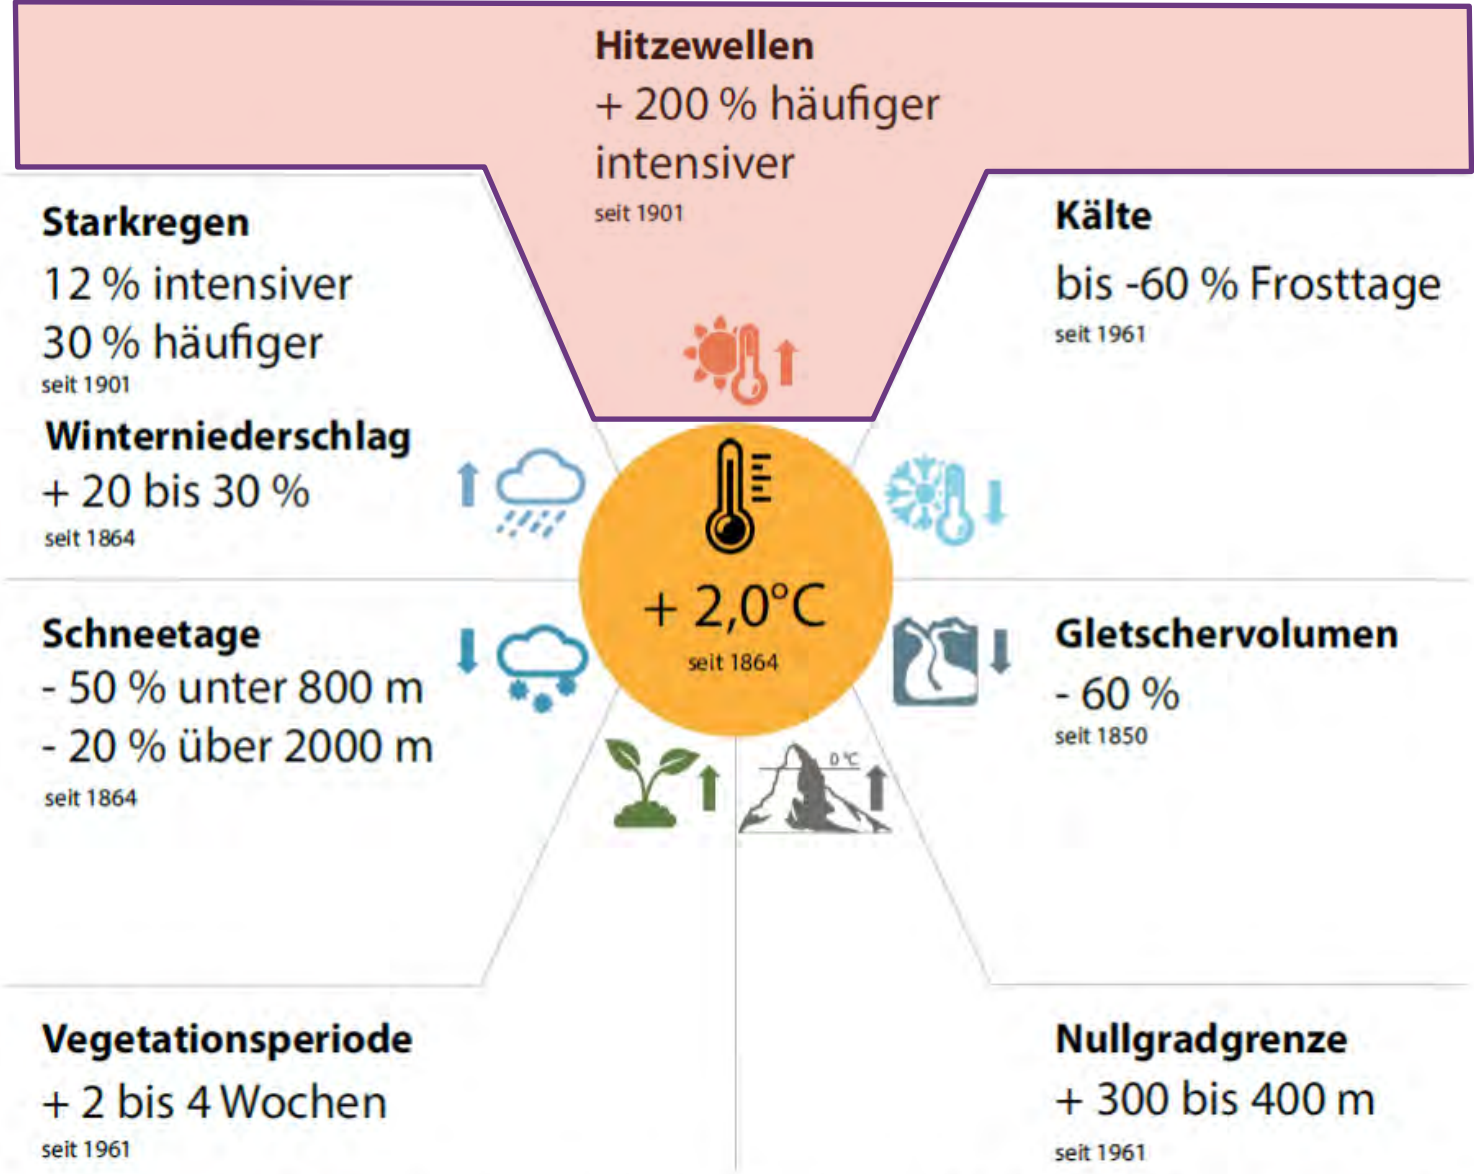 Hitzewellen
+ 200 % häufiger
intensiver
seit 1901
Starkregen
12 % intensiver
30 % häufiger
seit 1901
Winterniederschlag
+ 20 bis 30 %
seit 1864
Kälte
bis -60 % Frosttage
seit 1961
+ 2,0°C
seit 1864
Schneetage
- 50 % unter 800 m
- 20 % über 2000 m
seit 1864
Gletschervolumen
- 60 %
seit 1850
0 °C
Vegetationsperiode
+ 2 bis 4 Wochen
seit 1961
Nullgradgrenze
+ 300 bis 400 m
seit 1961